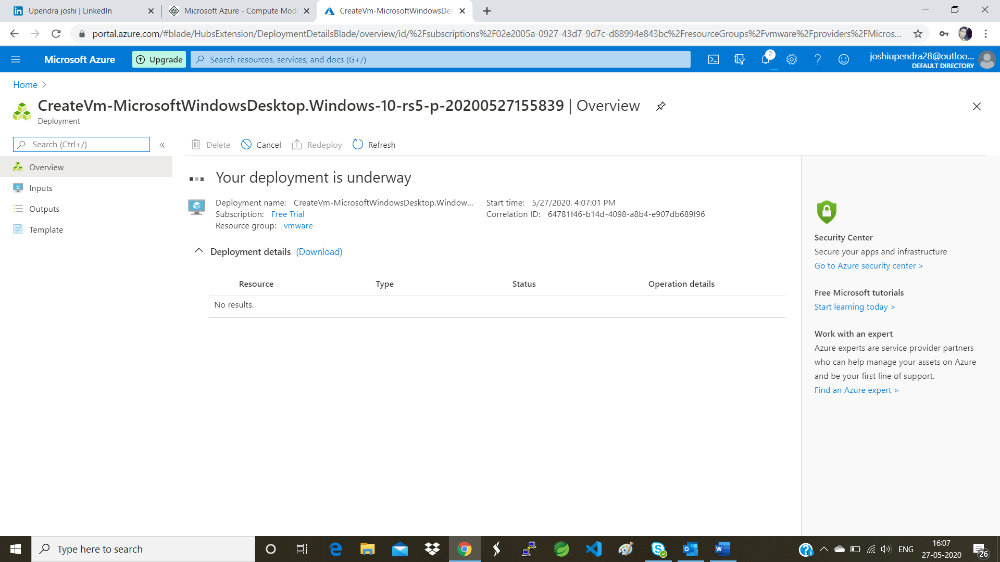 Upendra joshi | LinkedIn
Microsoft Azure - Compute Mod
CreateVm-MicrosoftWindowsDes
portal.azure.com/#blade/HubsExtension/DeploymentDetailsBlade/overview/id/%2Fsubscriptions%2F02e2005a-0927-43d7-9d7c-d88994e843bc%2FresourceGroups%2Fvmware%2Fproviders%2FMicros...
Microsoft Azure
Upgrade
Search resources, services, and docs (G+/)
2
joshiupendra28@outloo...
DEFAULT DIRECTORY
Home
CreateVm-MicrosoftWindowsDesktop.Windows-10-rs5-p-20200527155839 | Overview
Deployment
Search (Ctrl+/)
«
Delete
Cancel
Redeploy
Refresh
Overview
Inputs
Outputs
Template
Your deployment is underway
Deployment name: CreateVm-MicrosoftWindowsDesktop.Window...
Subscription: Free Trial
Resource group: vmware
Start time: 5/27/2020, 4:07:01 PM
Correlation ID: 64781f46-b14d-4098-a8b4-e907db689f96
Deployment details (Download)
Resource Type Status Operation details
No results.
Security Center
Secure your apps and infrastructure
Go to Azure security center >
Free Microsoft tutorials
Start learning today >
Work with an expert
Azure experts are service provider partners
who can help manage your assets on Azure
and be your first line of support.
Find an Azure expert >
Type here to search
ENG
16:07
27-05-2020
26